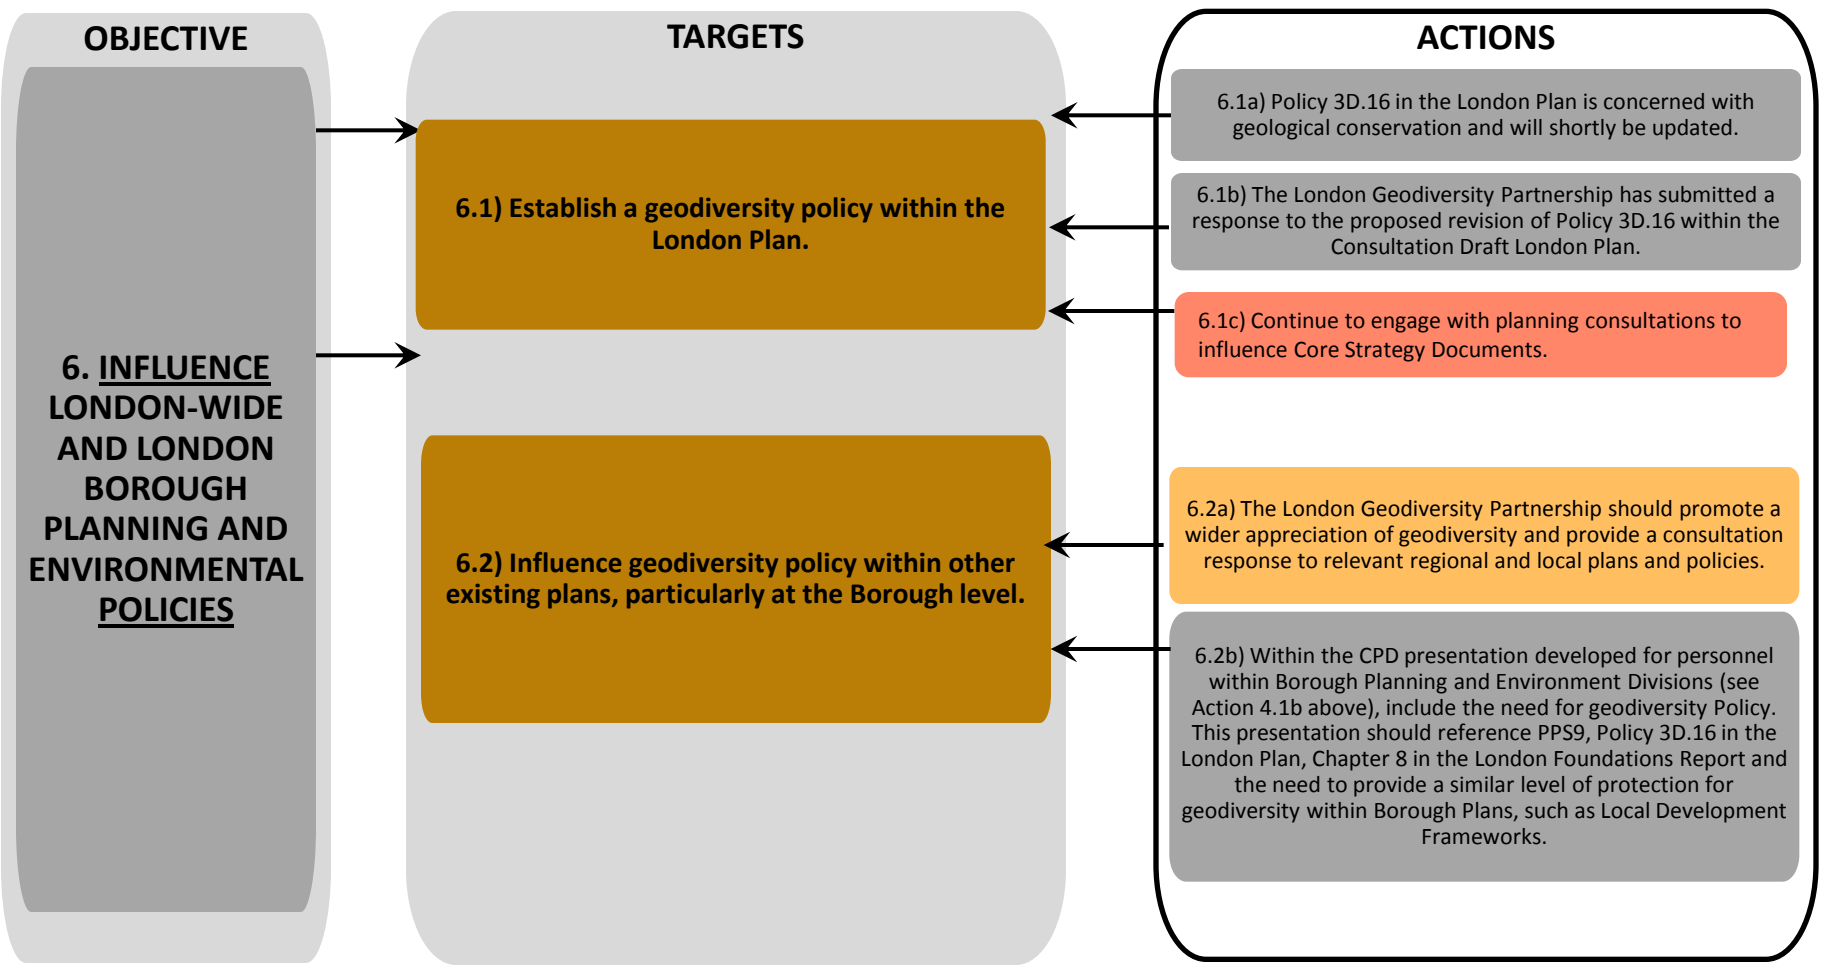 OBJECTIVE
6. INFLUENCE
LONDON-WIDE
AND LONDON
BOROUGH
PLANNING AND
ENVIRONMENTAL
POLICIES
TARGETS
6.1) Establish a geodiversity policy within the
London Plan.
6.2) Influence geodiversity policy within other
existing plans, particularly at the Borough level.
ACTIONS
6.1a) Policy 3D.16 in the London Plan is concerned with
geological conservation and will shortly be updated.
6.1b) The London Geodiversity Partnership has submitted a
response to the proposed revision of Policy 3D.16 within the
Consultation Draft London Plan.
6.1c) Continue to engage with planning consultations to
influence Core Strategy Documents.
6.2a) The London Geodiversity Partnership should promote a
wider appreciation of geodiversity and provide a consultation
response to relevant regional and local plans and policies.
6.2b) Within the CPD presentation developed for personnel
within Borough Planning and Environment Divisions (see
Action 4.1b above), include the need for geodiversity Policy.
This presentation should reference PPS9, Policy 3D.16 in the
London Plan, Chapter 8 in the London Foundations Report and
the need to provide a similar level of protection for
geodiversity within Borough Plans, such as Local Development
Frameworks.